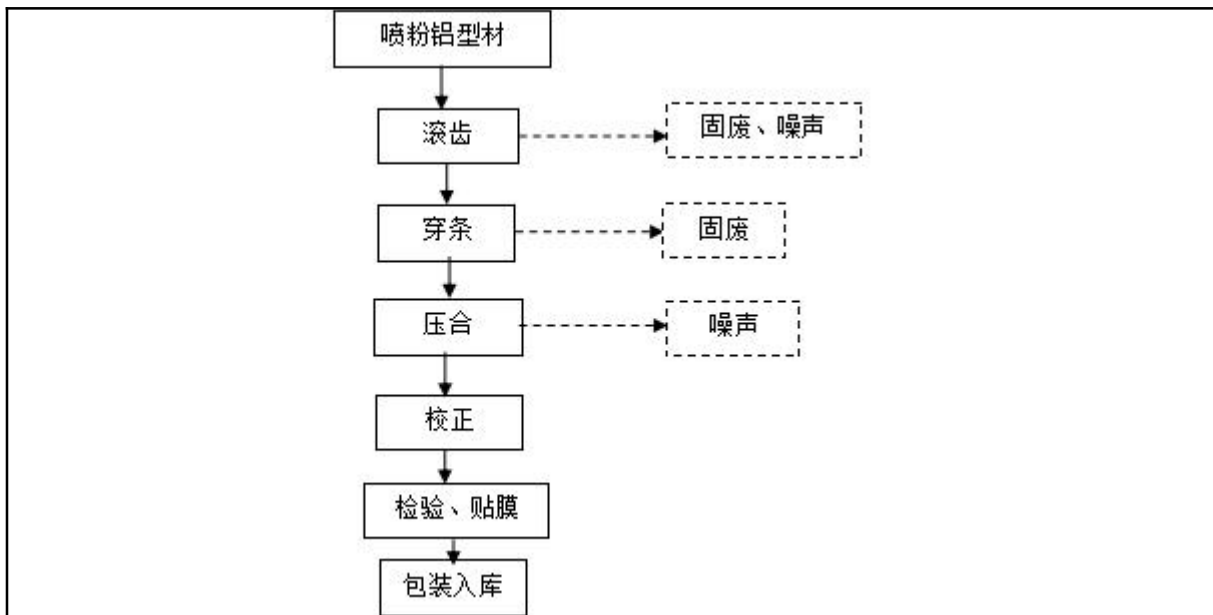 喷粉铝型材
滚齿
固废、噪声
穿条
固废
压合
噪声
校正
检验、贴膜
包装入库